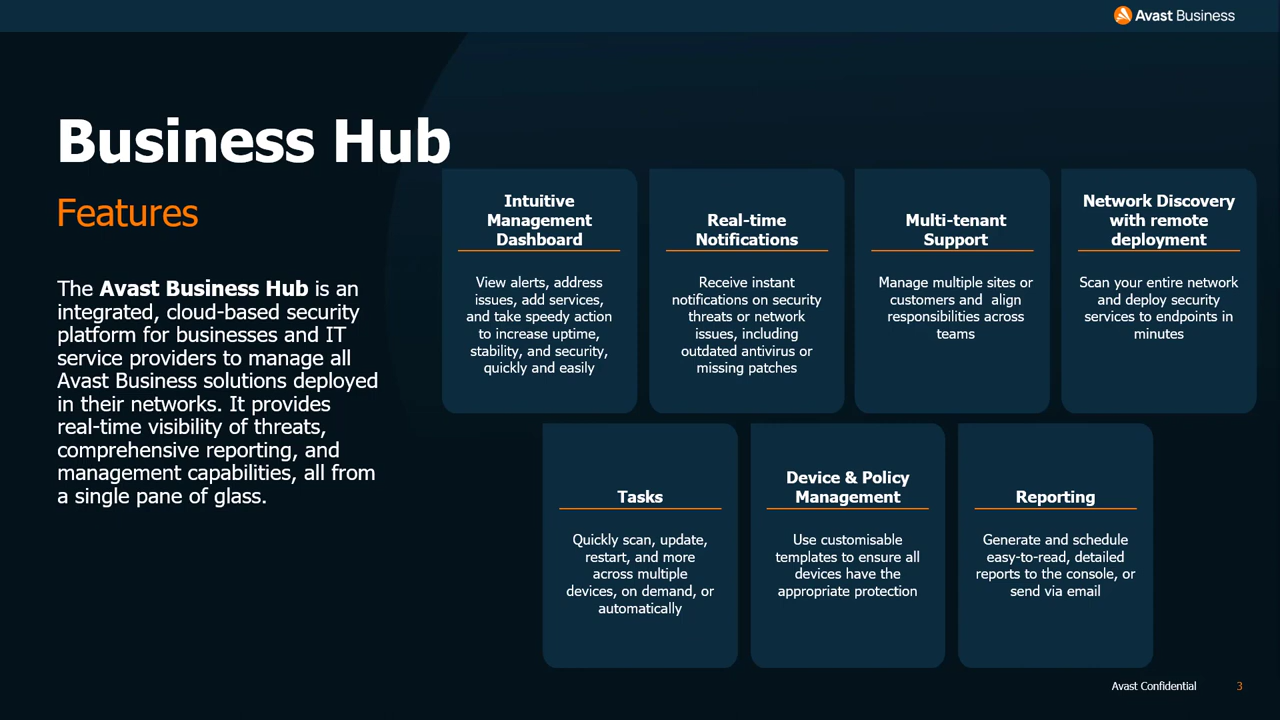 Avast Business
Business Hub
Features
The Avast Business Hub is an
integrated, cloud-based security
platform for businesses and IT
service providers to manage all
Avast Business solutions deployed
in their networks. It provides
real-time visibility of threats,
comprehensive reporting, and
management capabilities, all from
a single pane of glass.
Intuitive
Management
Dashboard
View alerts, address
issues, add services,
and take speedy action
to increase uptime,
stability, and security,
quickly and easily
Real-time
Notifications
Receive instant
notifications on security
threats or network
issues, including
outdated antivirus or
missing patches
Multi-tenant
Support
Manage multiple sites or
customers and align
responsibilities across
teams
Network Discovery
with remote
deployment
Scan your entire network
and deploy security
services to endpoints in
minutes
Tasks
Quickly scan, update,
restart, and more
across multiple
devices, on demand, or
automatically
Device & Policy
Management
Use customisable
templates to ensure all
devices have the
appropriate protection
Reporting
Generate and schedule
easy-to-read, detailed
reports to the console, or
send via email
Avast Confidential
3